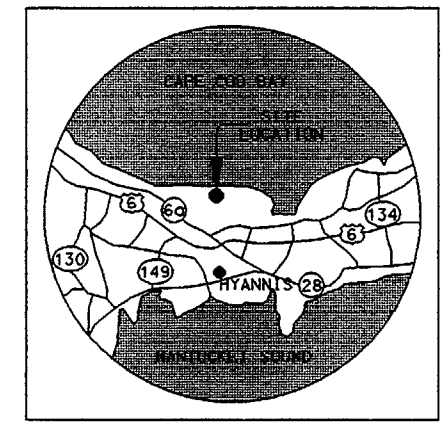 CAPE COD BAY
SITE
LOCATION
6
6a
134
6
130
149
HYANNIS
28
NANTUCKET SOUND